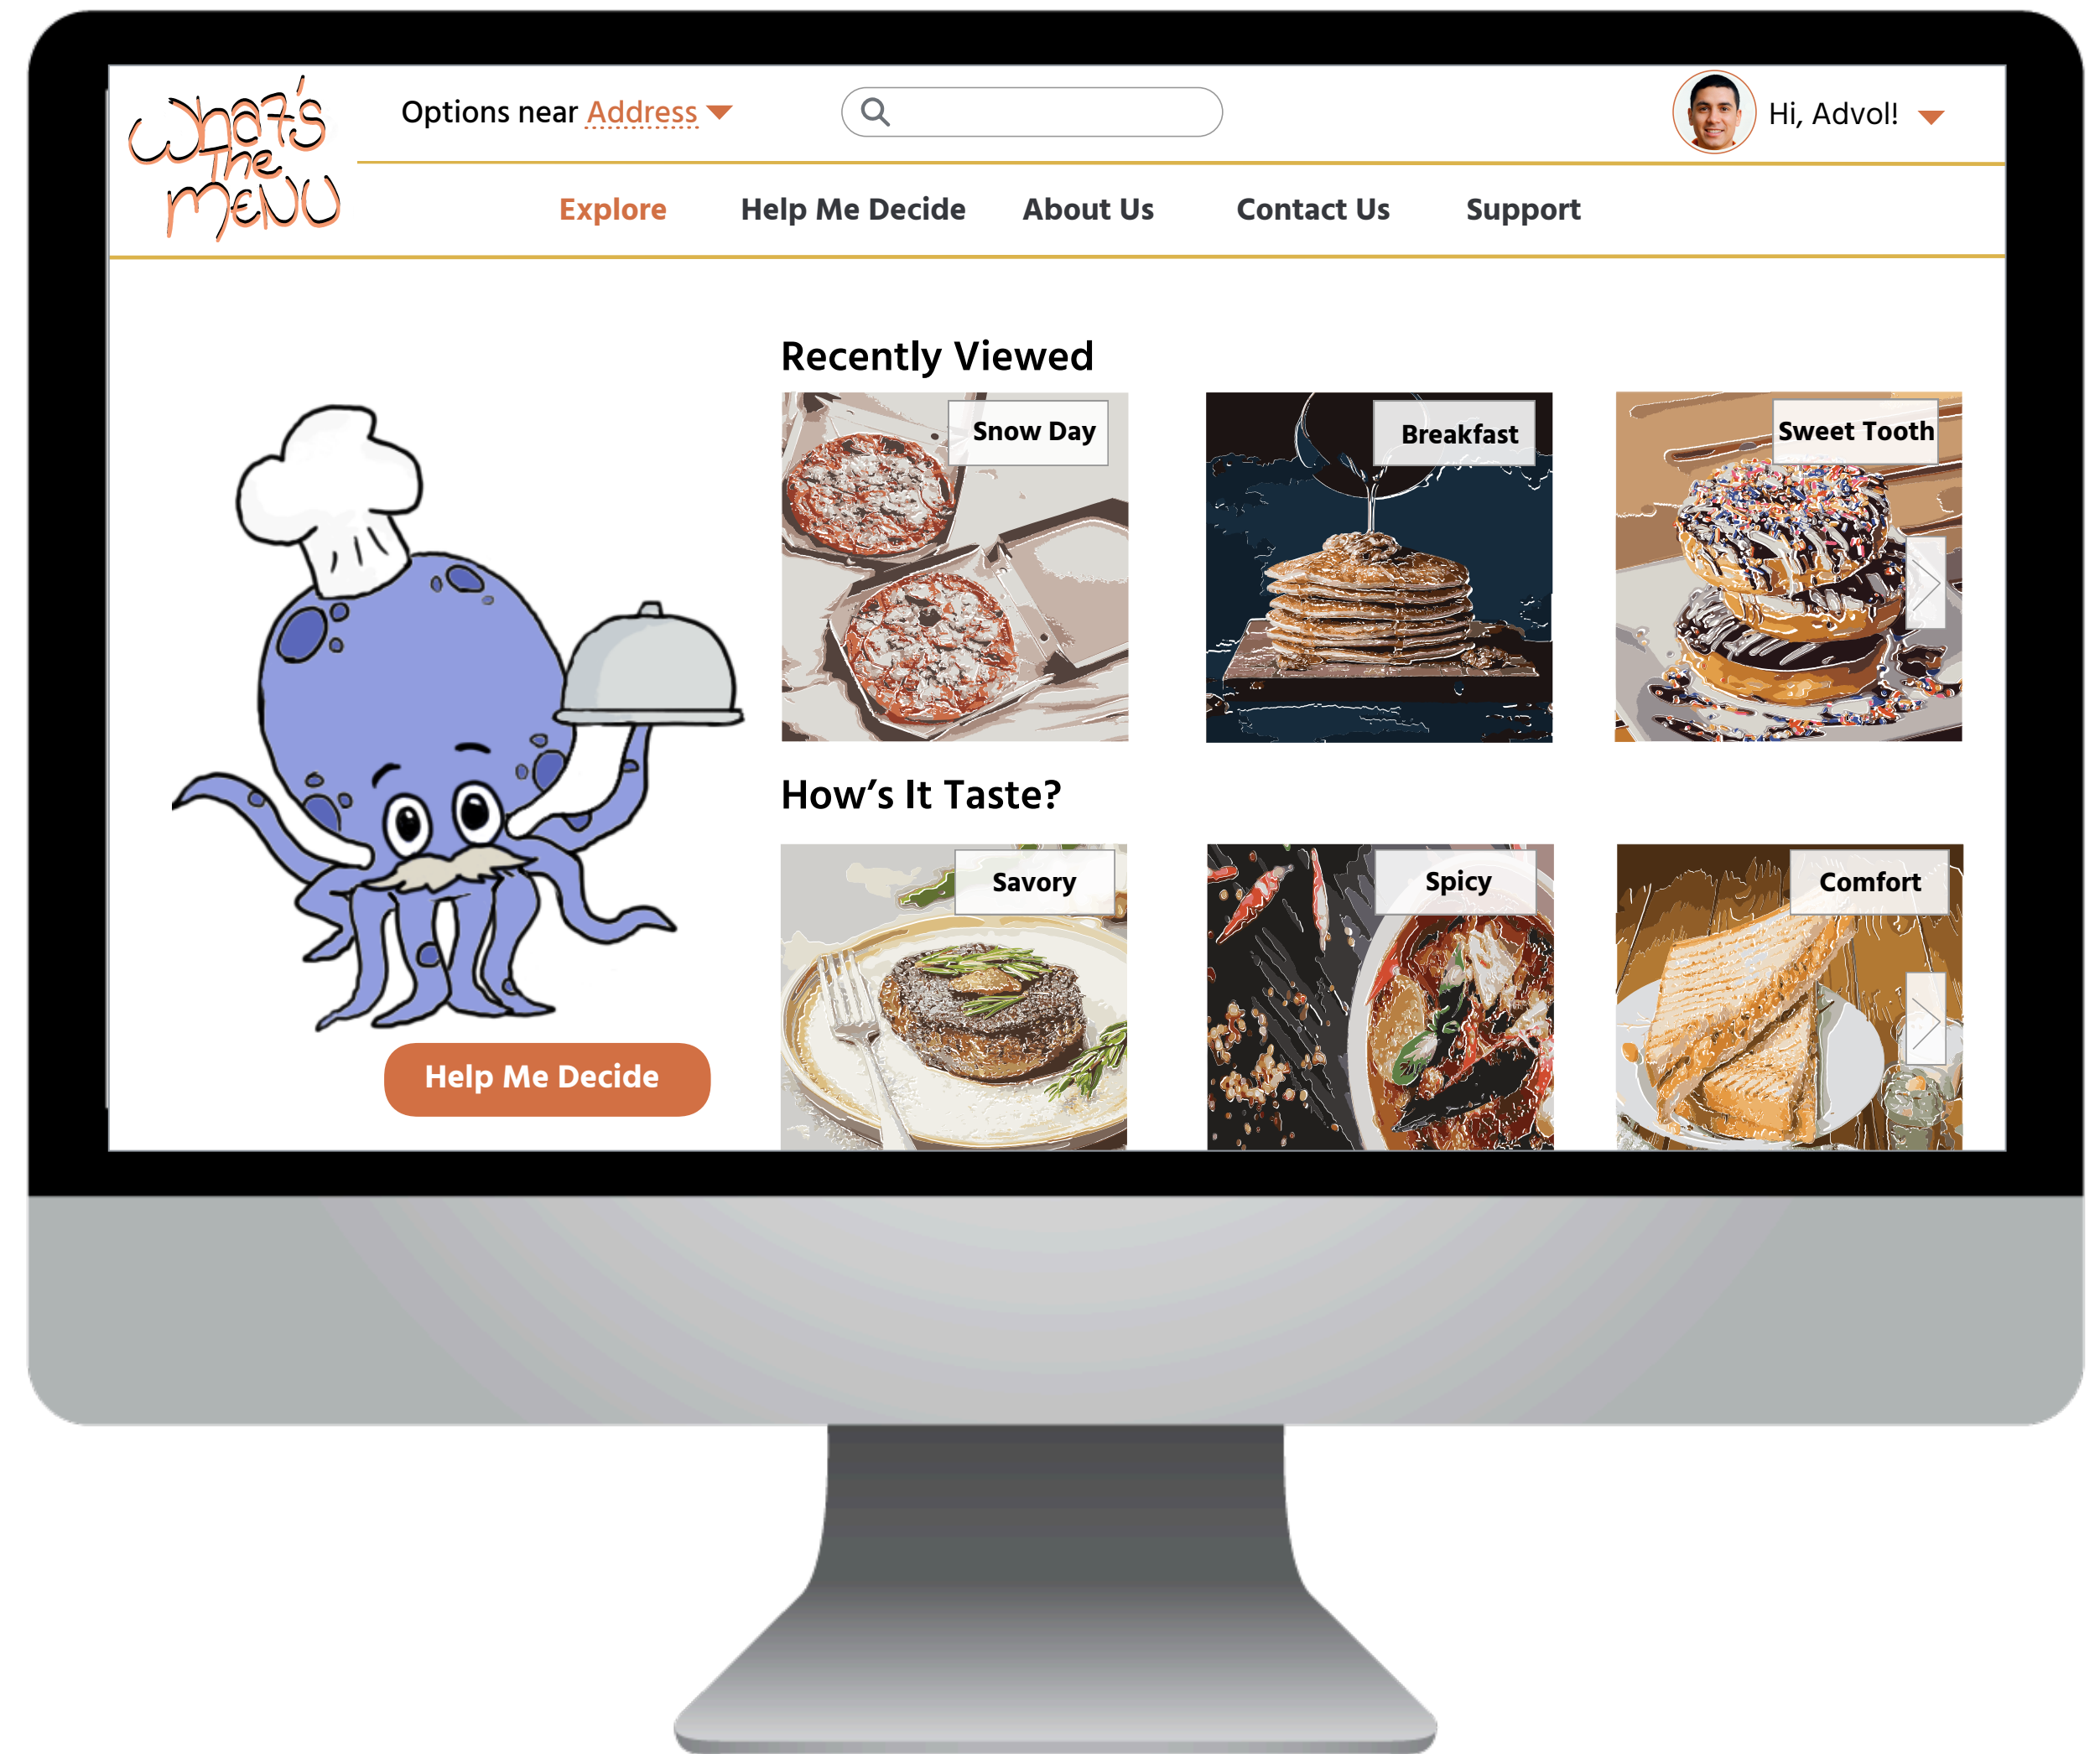 What's
The
MENU
Options near Address
Hi, Advol!
Explore Help Me Decide About Us Contact Us Support
Recently Viewed
Snow Day
Breakfast
Sweet Tooth
How's It Taste?
Savory
Spicy
Comfort
Help Me Decide